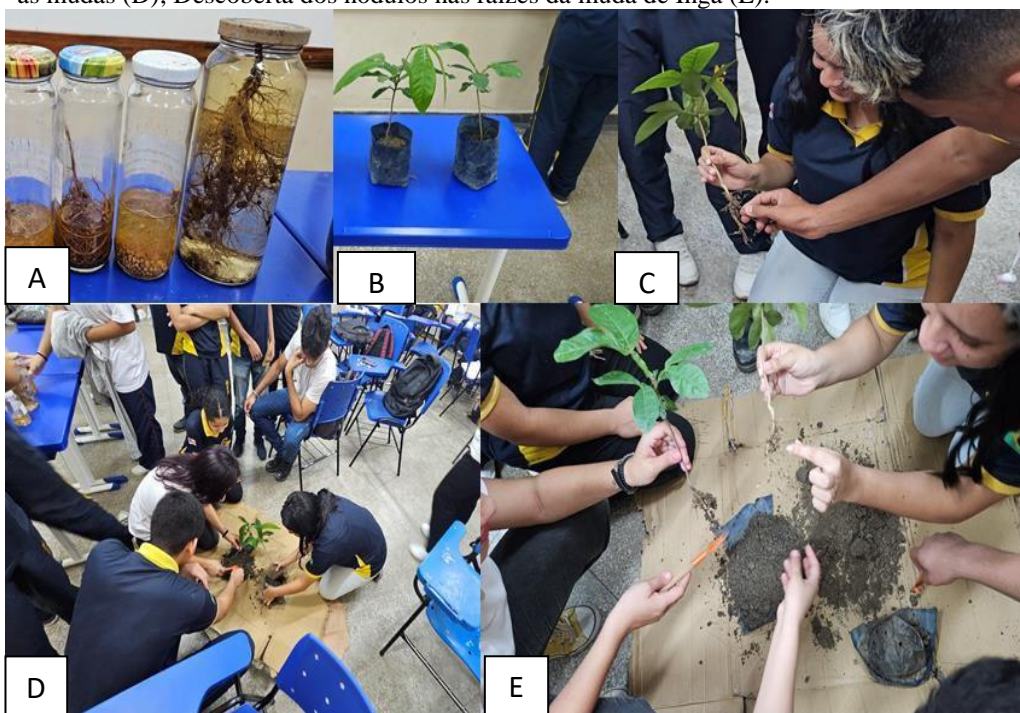 as mudas (D); Descoberta dos nódulos nas raízes da muda de Ingá (E).
A
B
C
D
E